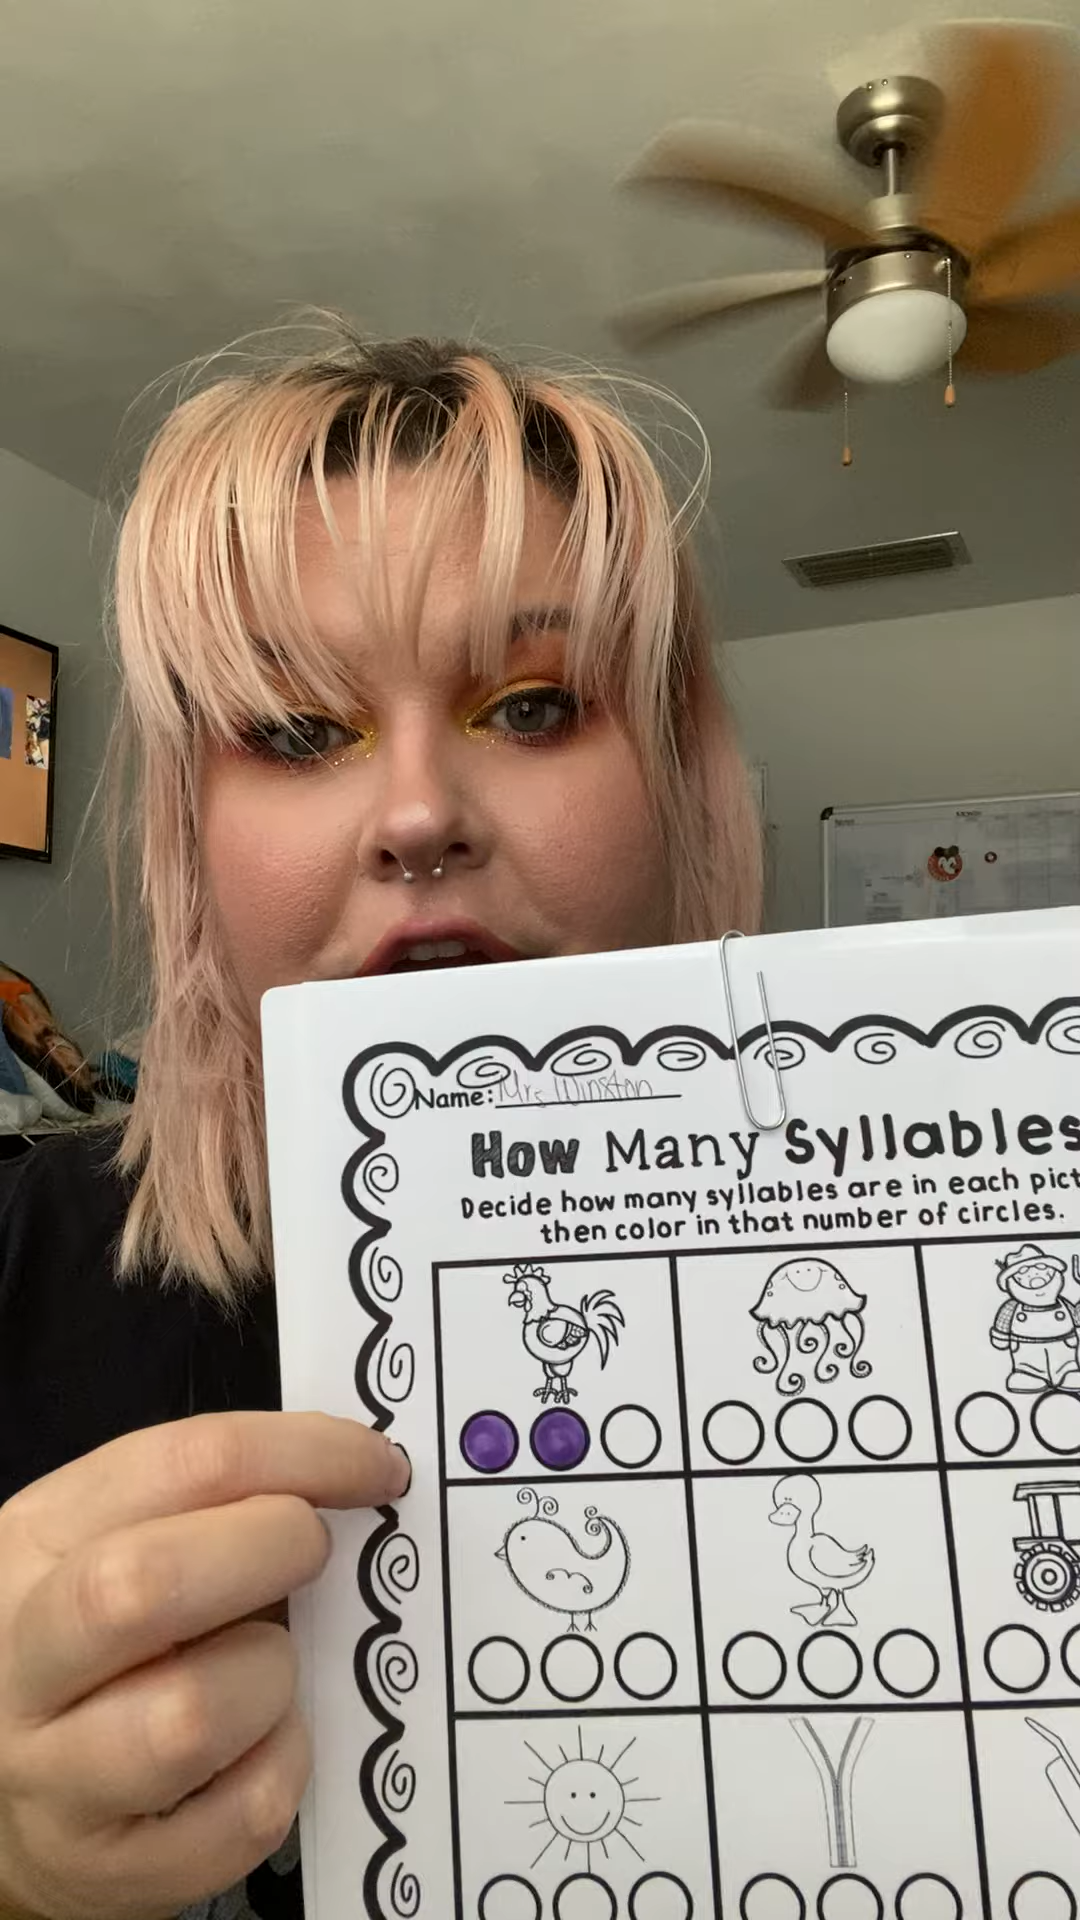 Name: Mrs Winston
How Many Syllables
Decide how many syllables are in each pict
then color in that number of circles.